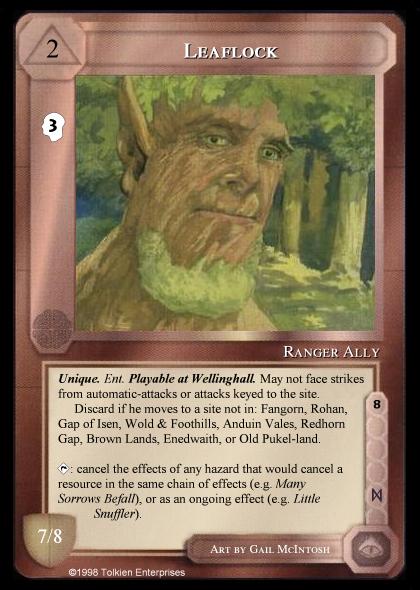 2
LEAFLOCK
3
RANGER ALLY
Unique. Ent. Playable at Wellinghall. May not face strikes
from automatic-attacks or attacks keyed to the site.
Discard if he moves to a site not in: Fangorn, Rohan,
Gap of Isen, Wold & Foothills, Anduin Vales, Redhorn
Gap, Brown Lands, Enedwaith, or Old Pukel-land.
8
: cancel the effects of any hazard that would cancel a
resource in the same chain of effects (e.g. Many
Sorrows Befall), or as an ongoing effect (e.g. Little
Snuffler).
7/8
ART BY GAIL MCINTOSH
©1998 Tolkien Enterprises